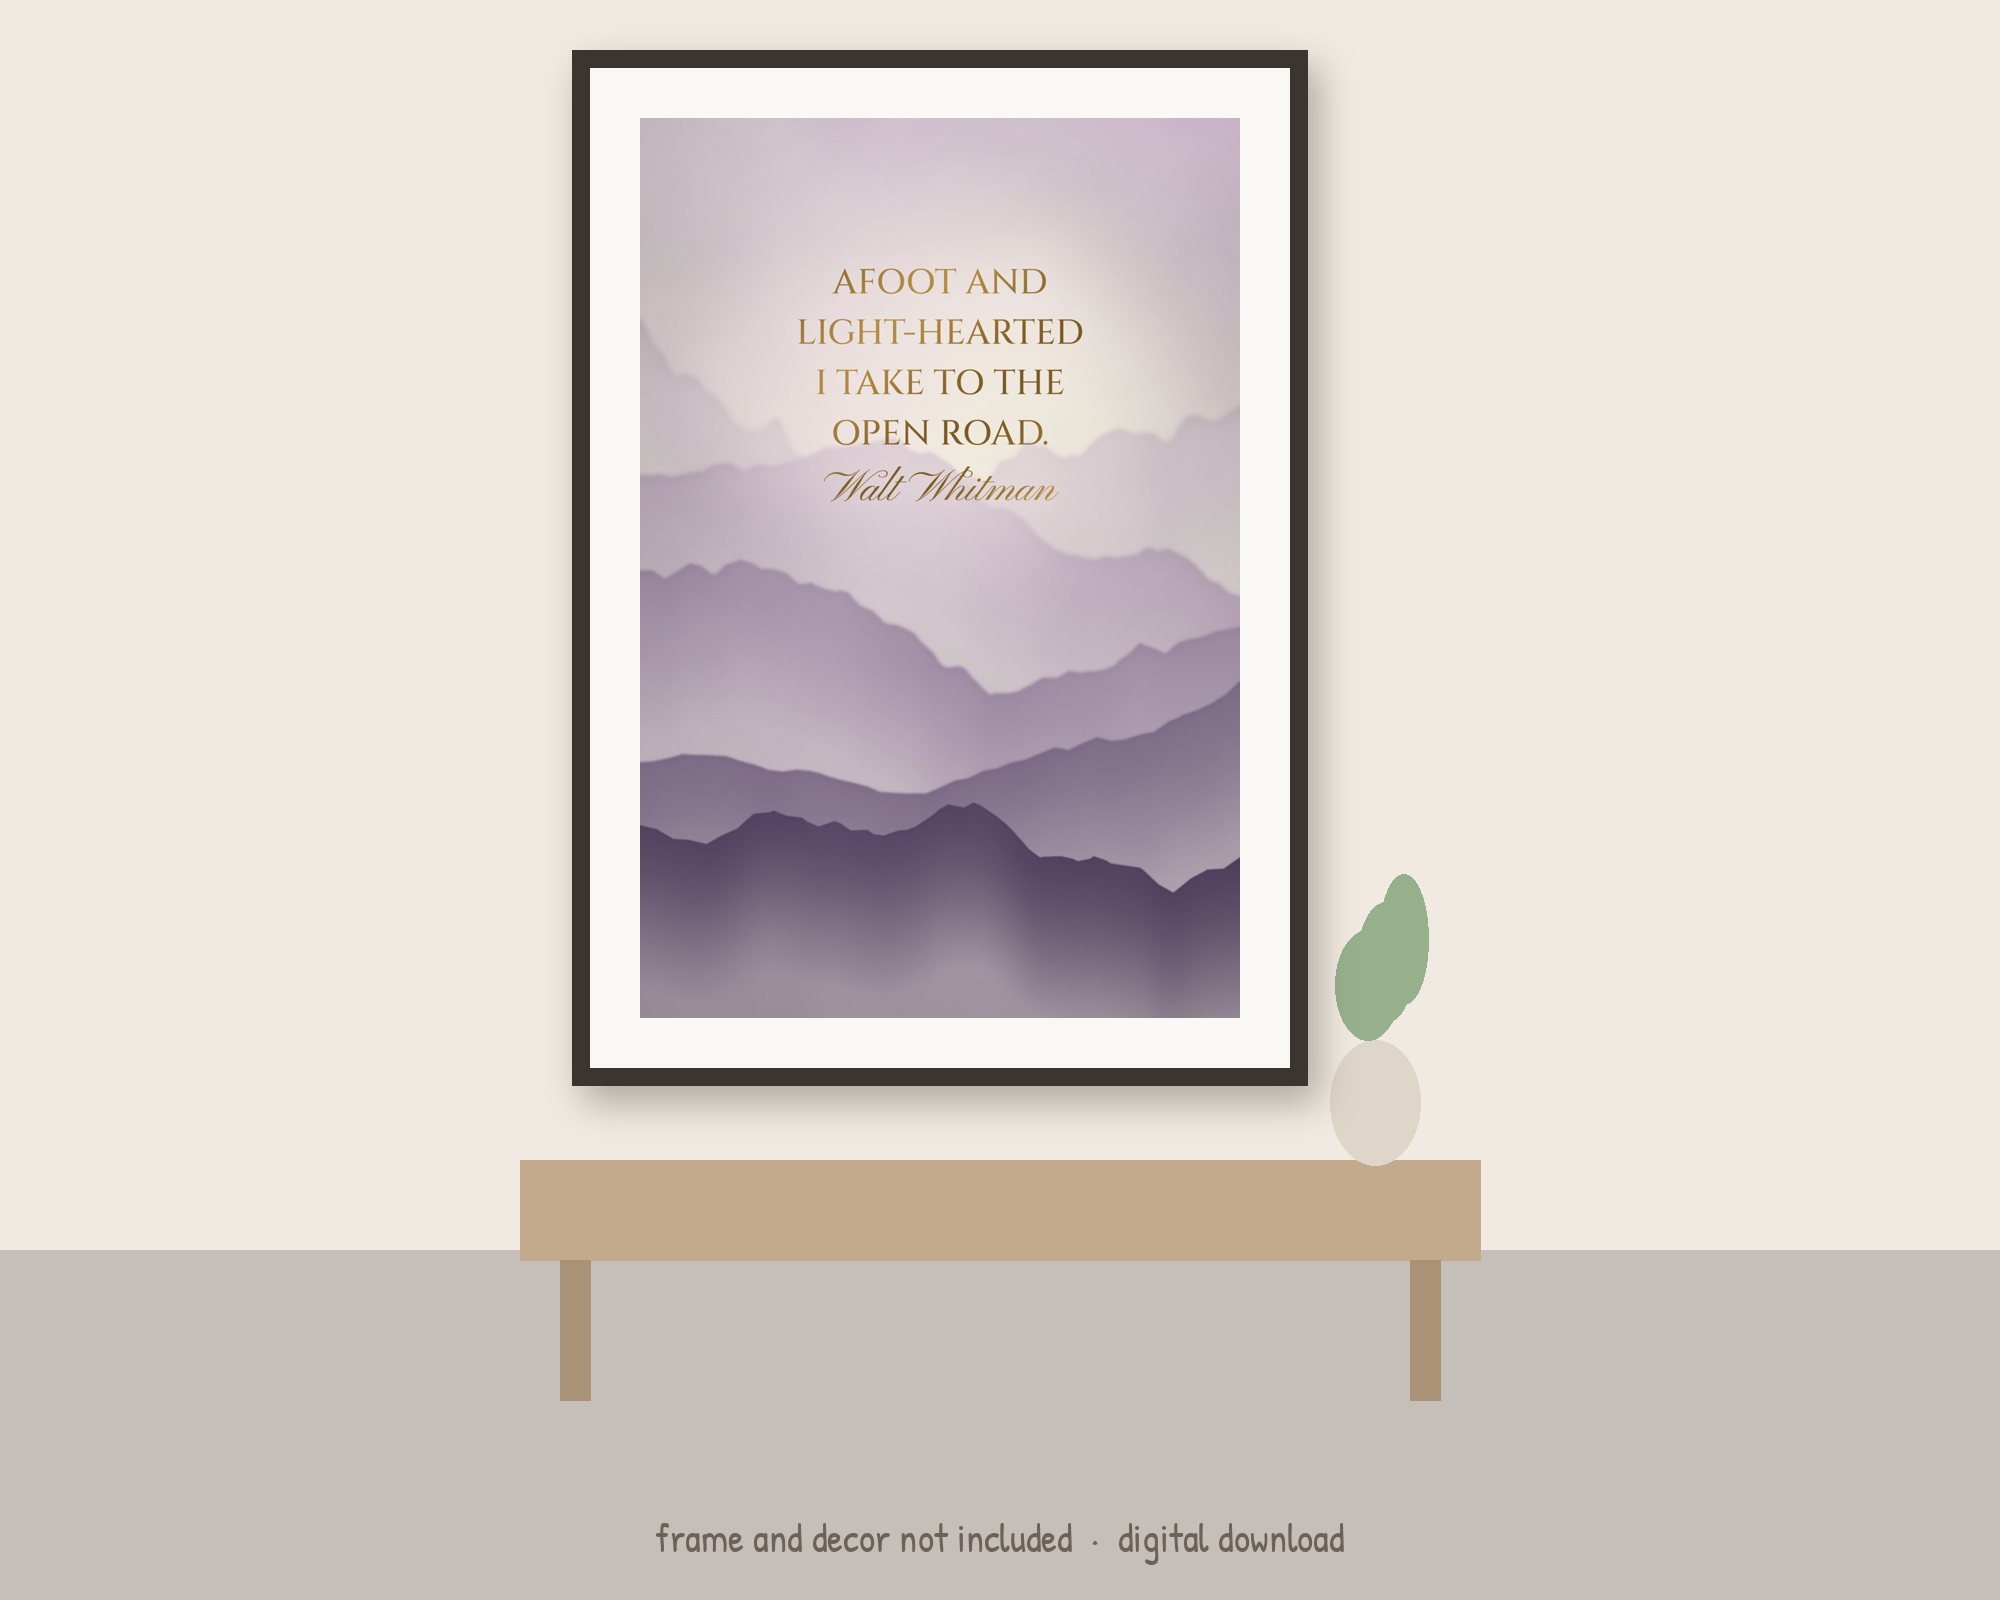 AFOOT AND
LIGHT-HEARTED
I TAKE TO THE
OPEN ROAD.
Walt Whitman
frame and decor not included · digital download